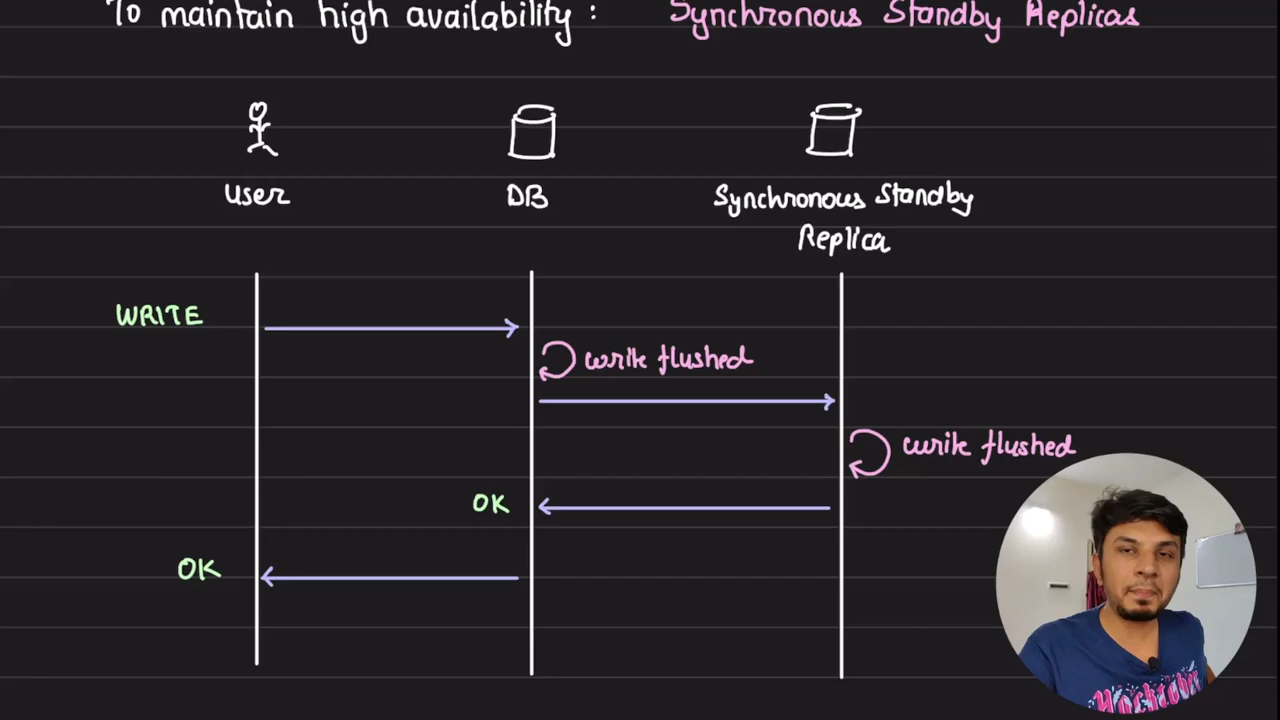 To maintain high availability : Synchronous Standby Replicas
User
DB
Synchronous Standby
Replica
WRITE
write flushed
write flushed
OK
OK
Hacktober